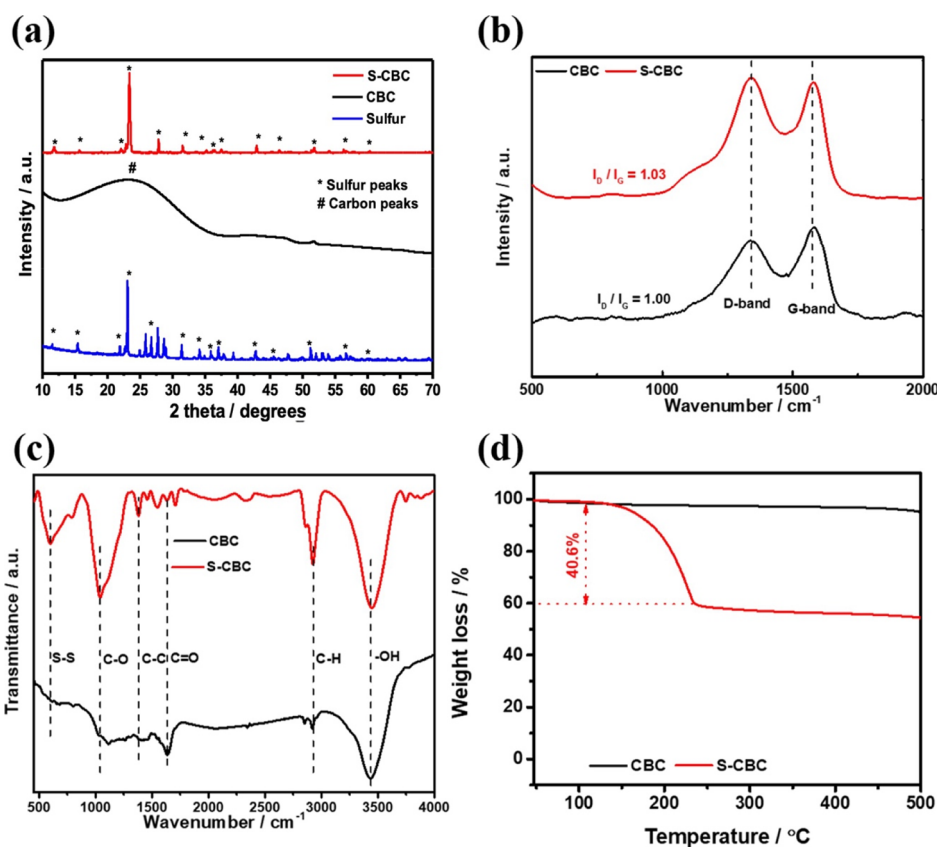 (a)
S-CBC
CBC
Sulfur
* * * * * * * * * * * * *
#
* Sulfur peaks
# Carbon peaks
*
* * * * * * * * * * * * *
Intensity / a.u.
10 15 20 25 30 35 40 45 50 55 60 65 70
2 theta / degrees
(b)
CBC S-CBC
I_D / I_G = 1.03
I_D / I_G = 1.00
D-band
G-band
Intensity / a.u.
500 1000 1500 2000
Wavenumber / cm⁻¹
(c)
CBC
S-CBC
S-S C-O C-C C=O C-H -OH
Transmittance / a.u.
500 1000 1500 2000 2500 3000 3500 4000
Wavenumber / cm⁻¹
(d)
100
80
60
40
20
0
40.6%
CBC S-CBC
Weight loss / %
100 200 300 400 500
Temperature / °C